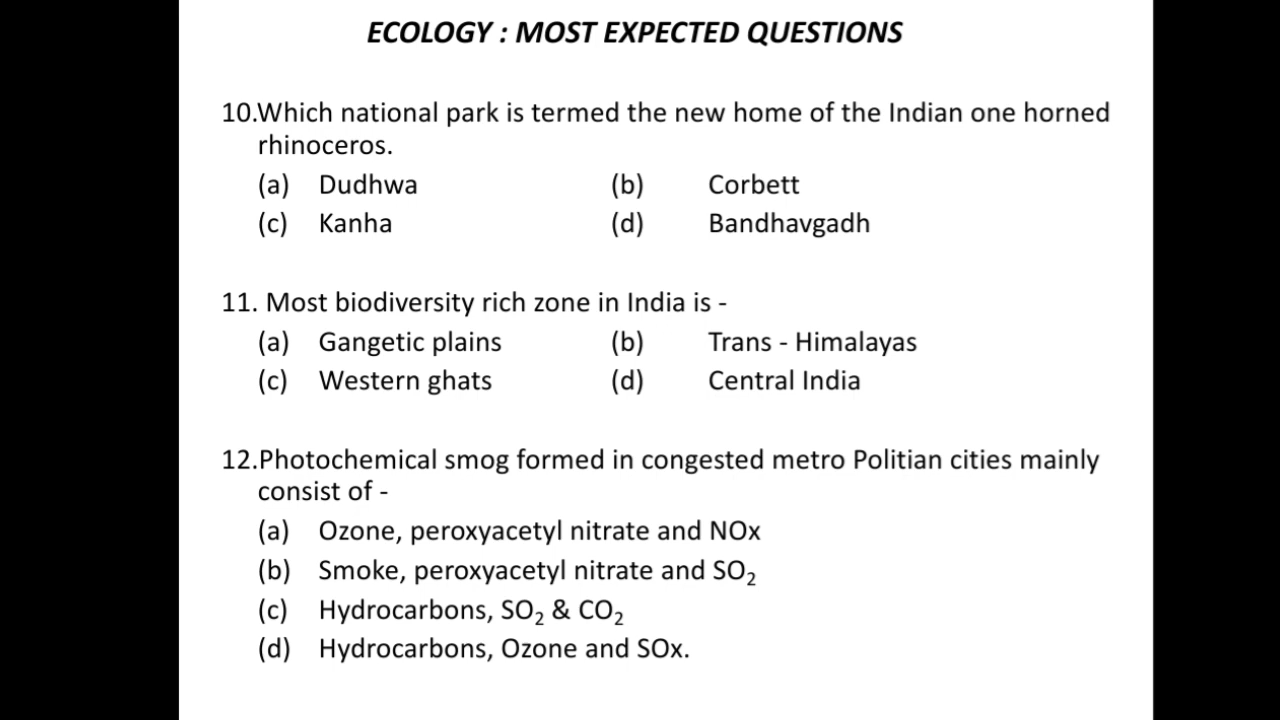 ECOLOGY : MOST EXPECTED QUESTIONS
10.Which national park is termed the new home of the Indian one horned
rhinoceros.
(a) Dudhwa (b) Corbett
(c) Kanha (d) Bandhavgadh
11. Most biodiversity rich zone in India is -
(a) Gangetic plains (b) Trans - Himalayas
(c) Western ghats (d) Central India
12.Photochemical smog formed in congested metro Politian cities mainly
consist of -
(a) Ozone, peroxyacetyl nitrate and NOx
(b) Smoke, peroxyacetyl nitrate and SO₂
(c) Hydrocarbons, SO₂ & CO₂
(d) Hydrocarbons, Ozone and SOx.